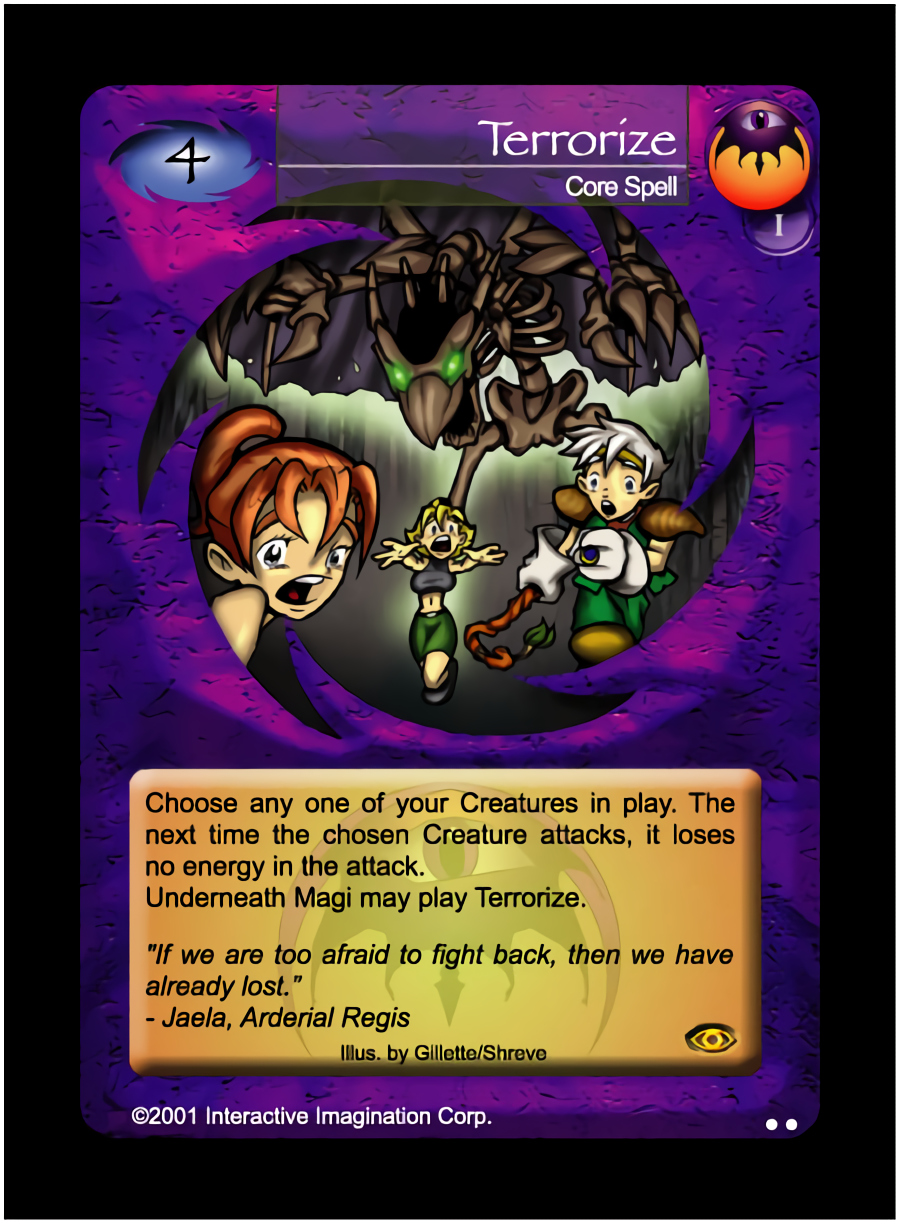 4
Terrorize
Core Spell
I
Choose any one of your Creatures in play. The
next time the chosen Creature attacks, it loses
no energy in the attack.
Underneath Magi may play Terrorize.
"If we are too afraid to fight back, then we have
already lost."
- Jaela, Arderial Regis
Illus. by Gillette/Shreve
©2001 Interactive Imagination Corp.